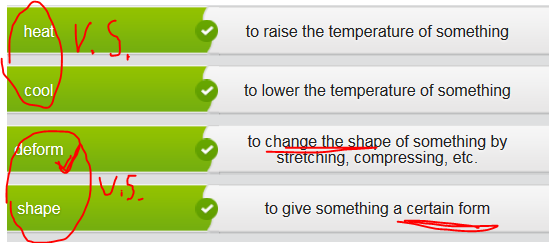 heat V.S. to raise the temperature of something
cool to lower the temperature of something
deform to change the shape of something by
stretching, compressing, etc.
V.S.
shape to give something a certain form